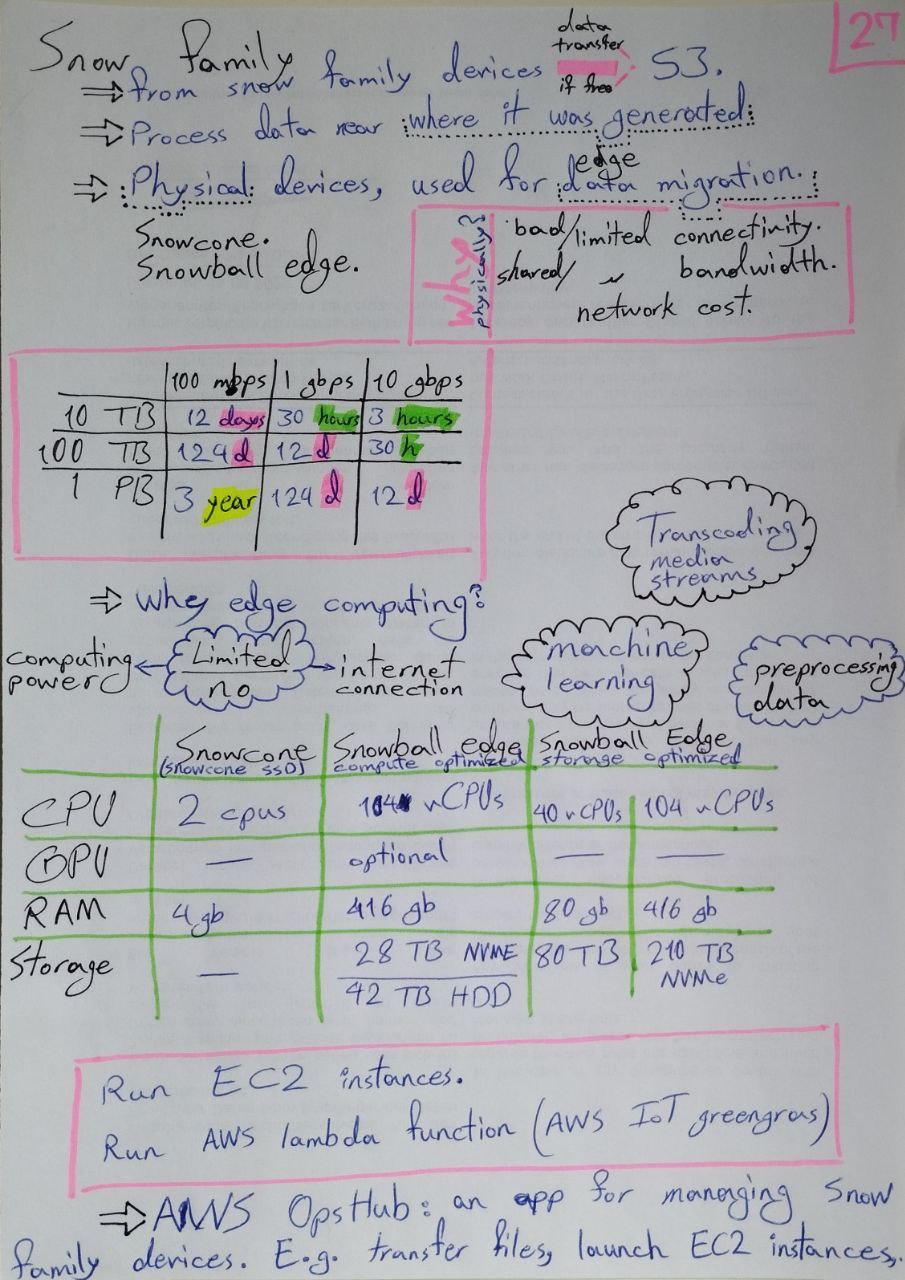 27
Snow family
data
transfer
⇒ from snow family devices S3.
if free
⇒ Process data near where it was generated.
edge
⇒ Physical devices, used for data migration.
Snowcone.
Snowball edge.
Why
physically?
bad/limited connectivity.
shared/ 〃 bandwidth.
network cost.
100 mbps 1 gbps 10 gbps
10 TB 12 days 30 hours 3 hours
100 TB 124 d 12 d 30 h
1 PB 3 year 124 d 12 d
Transcoding
media
streams
⇒ Why edge computing?
computing
power
← Limited →
no
internet
connection
machine
learning
preprocessing
data
Snowcone Snowball edge Snowball Edge
(snowcone SSD) compute optimized storage optimized
CPU 2 cpus 104 vCPUs 40 vCPUs 104 vCPUs
GPU — optional — —
RAM 4 gb 416 gb 80 gb 416 gb
Storage — 28 TB NVME 80 TB 210 TB
NVMe
42 TB HDD
Run EC2 instances.
Run AWS lambda function (AWS IoT greengras)
⇒ AWS OpsHub: an app for managing Snow
family devices. E.g. transfer files, launch EC2 instances,.